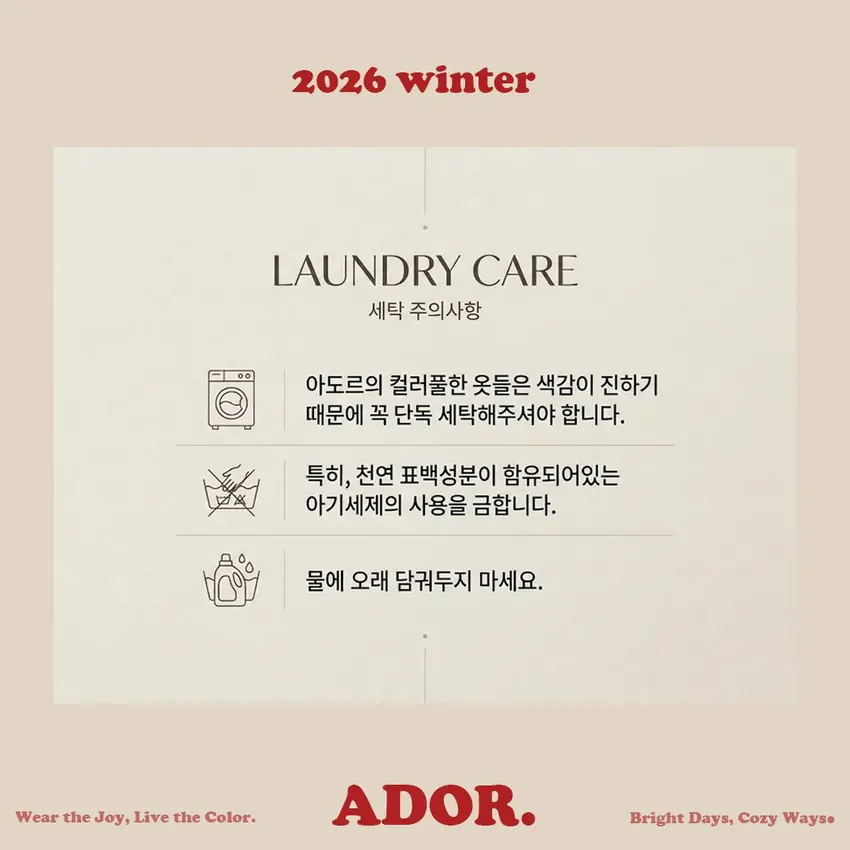 2026 winter
LAUNDRY CARE
세탁 주의사항
아도르의 컬러풀한 옷들은 색감이 진하기
때문에 꼭 단독 세탁해주셔야 합니다.
특히, 천연 표백성분이 함유되어있는
아기세제의 사용을 금합니다.
물에 오래 담궈두지 마세요.
Wear the Joy, Live the Color.
ADOR.
Bright Days, Cozy Ways.